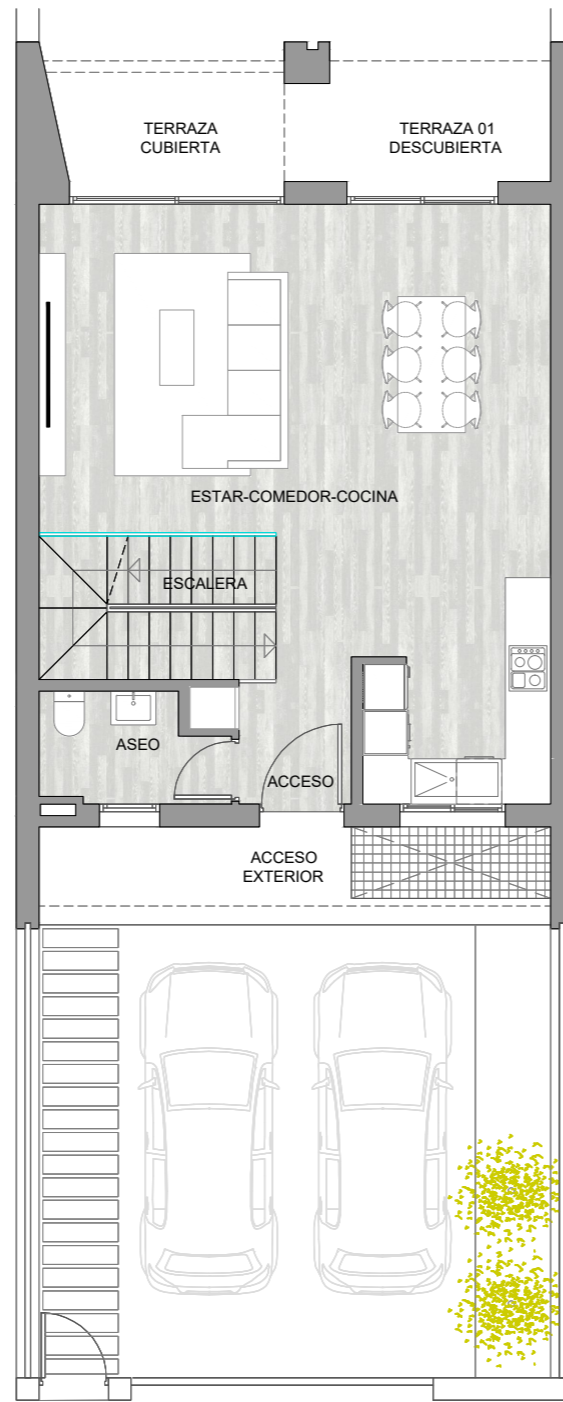 TERRAZA
CUBIERTA
TERRAZA 01
DESCUBIERTA
ESTAR-COMEDOR-COCINA
ESCALERA
ASEO
ACCESO
ACCESO
EXTERIOR